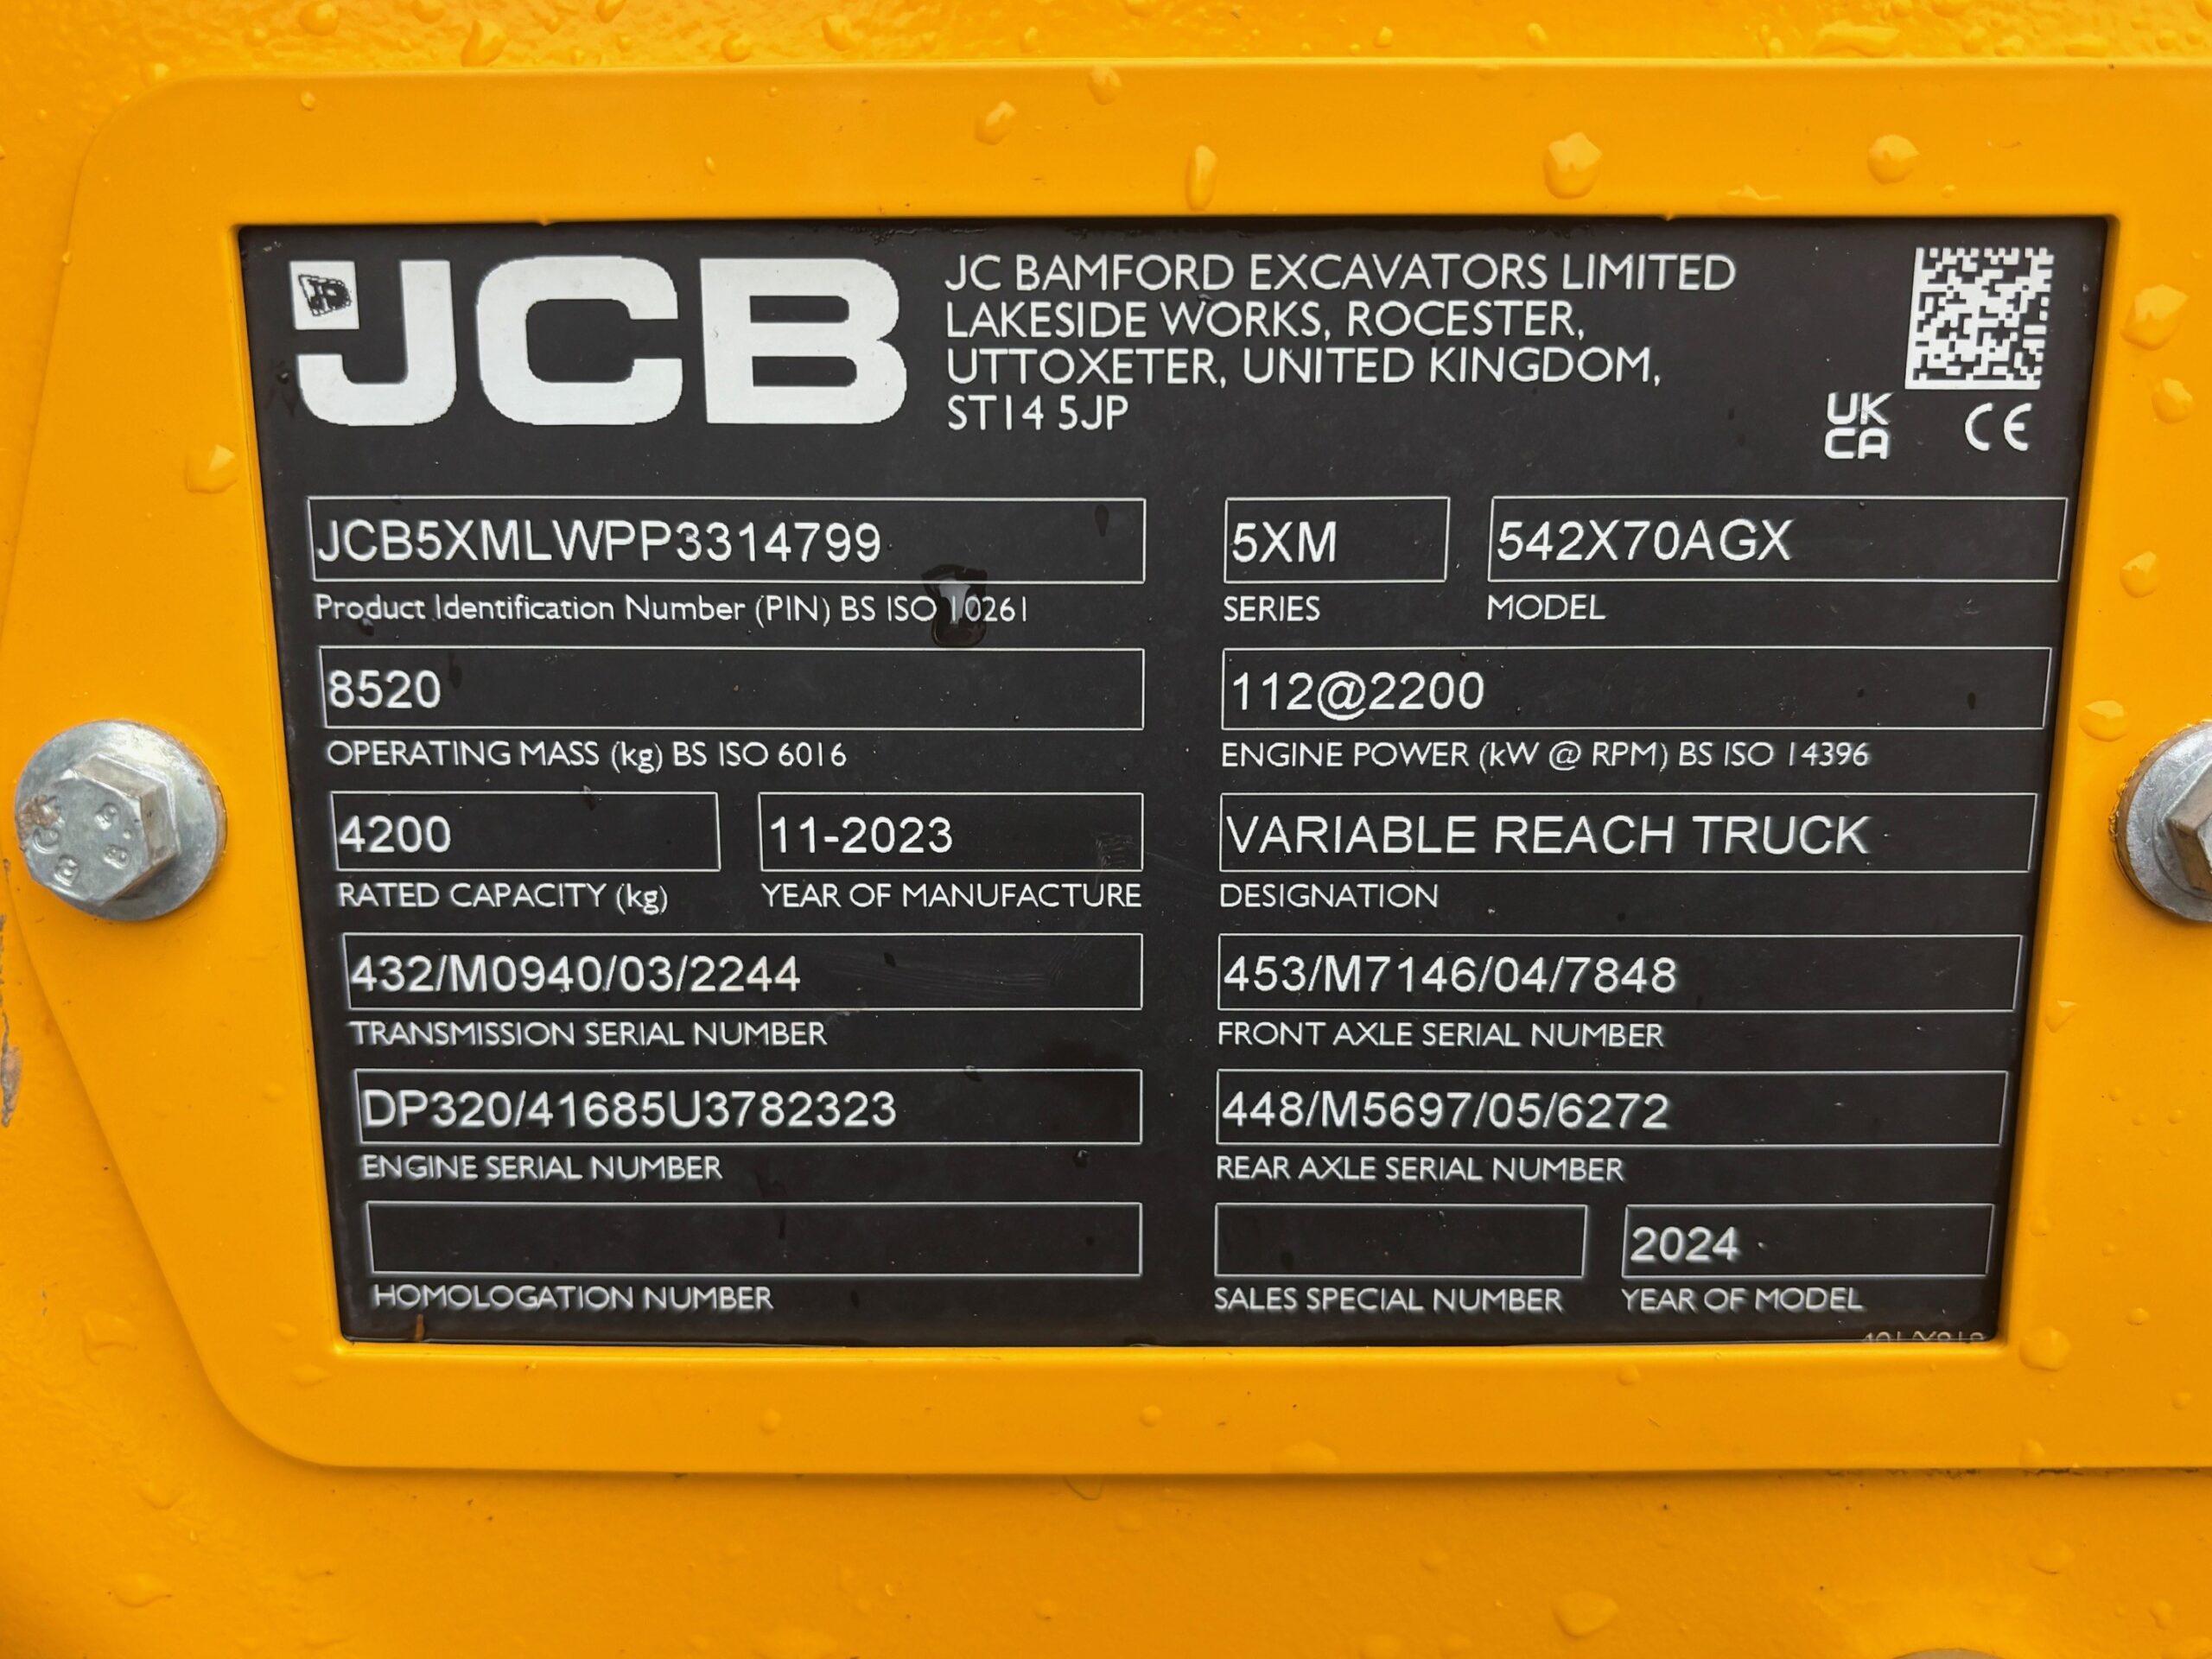 JCB
JC BAMFORD EXCAVATORS LIMITED
LAKESIDE WORKS, ROCESTER,
UTTOXETER, UNITED KINGDOM,
ST14 5JP
UK
CA
CE
JCB5XMLWPP3314799
Product Identification Number (PIN) BS ISO 10261
5XM
SERIES
542X70AGX
MODEL
8520
OPERATING MASS (kg) BS ISO 6016
112@2200
ENGINE POWER (kW @ RPM) BS ISO 14396
4200
RATED CAPACITY (kg)
11-2023
YEAR OF MANUFACTURE
VARIABLE REACH TRUCK
DESIGNATION
432/M0940/03/2244
TRANSMISSION SERIAL NUMBER
453/M7146/04/7848
FRONT AXLE SERIAL NUMBER
DP320/41685U3782323
ENGINE SERIAL NUMBER
448/M5697/05/6272
REAR AXLE SERIAL NUMBER
HOMOLOGATION NUMBER
SALES SPECIAL NUMBER
2024
YEAR OF MODEL